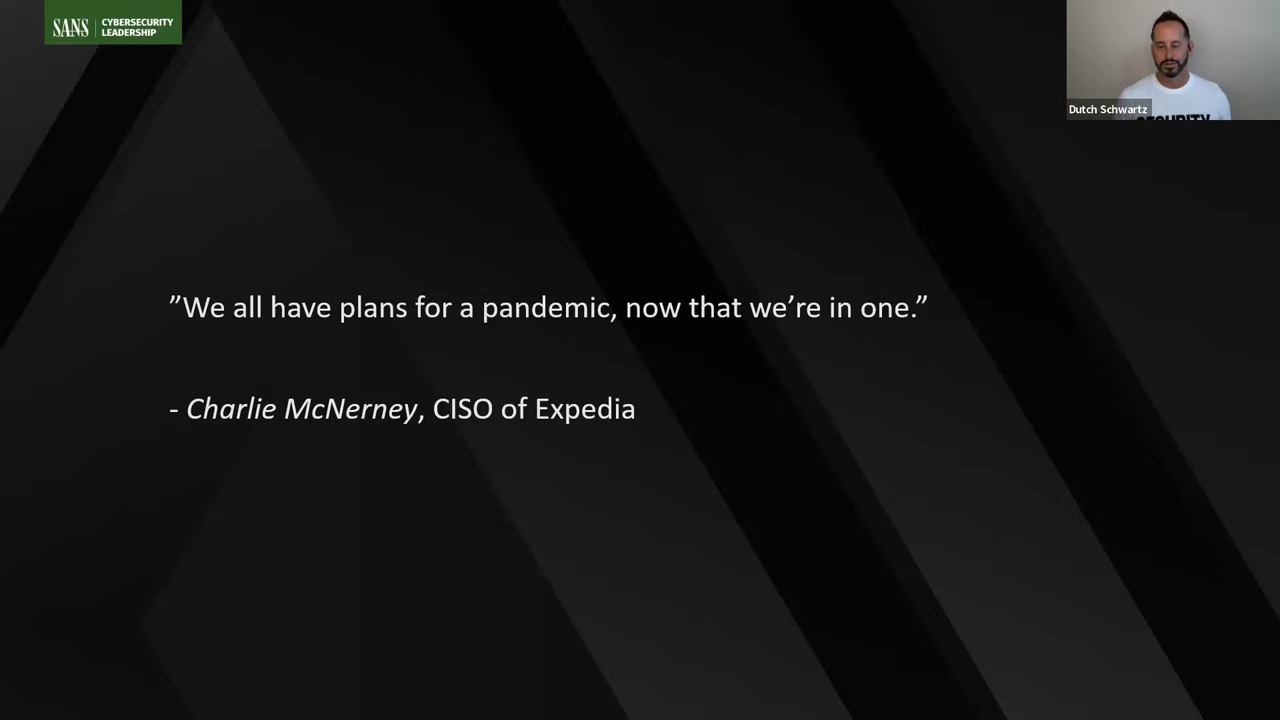 SANS
CYBERSECURITY
LEADERSHIP
Dutch Schwartz
SECURITY
”We all have plans for a pandemic, now that we’re in one.”
- Charlie McNerney, CISO of Expedia